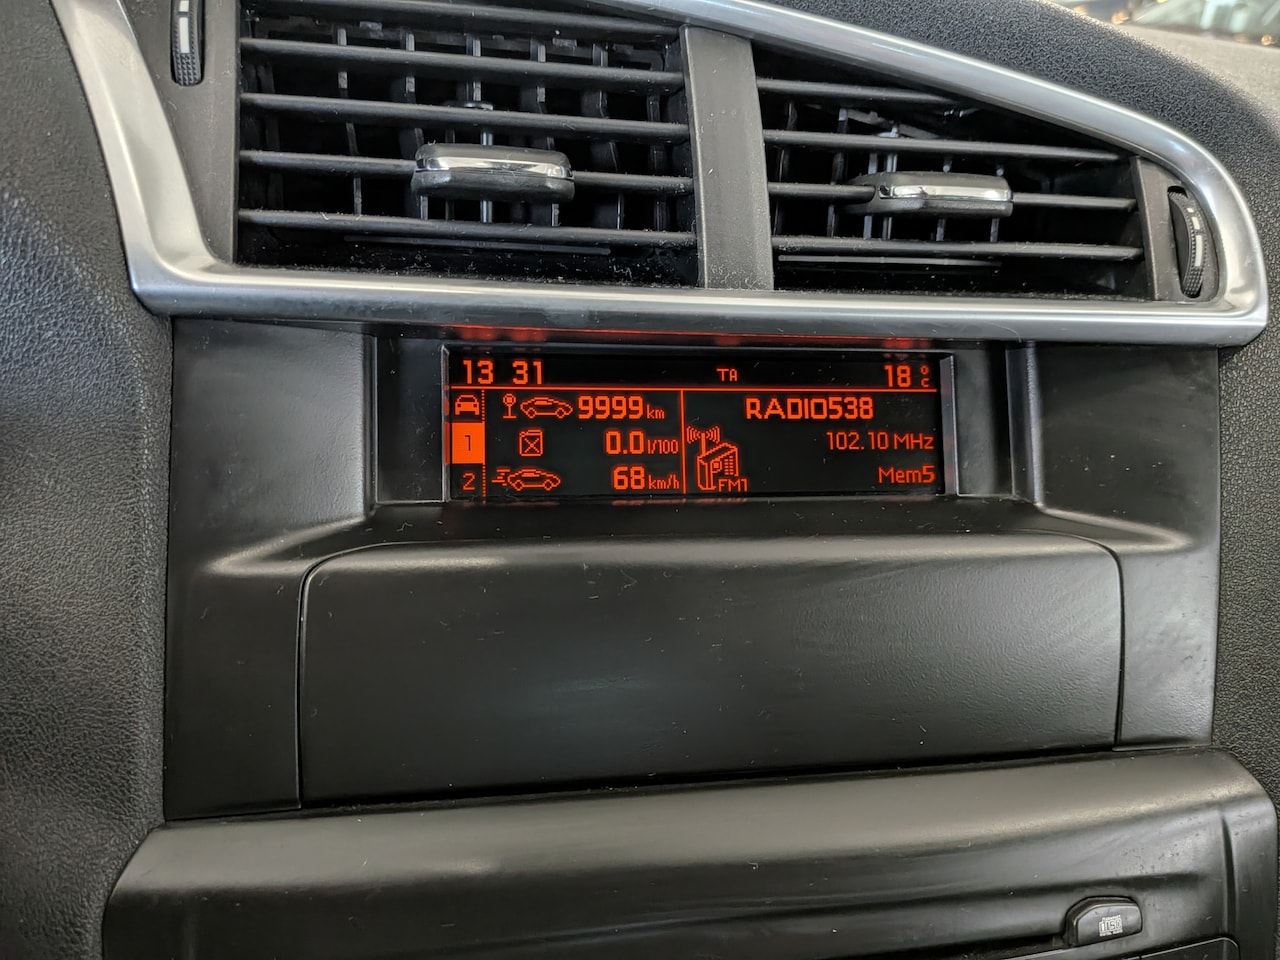 13 31 TA 18 °C
9999 km RADIO538
1 0.0 l/100 102.10 MHz
2 68 km/h FM1 Mem5